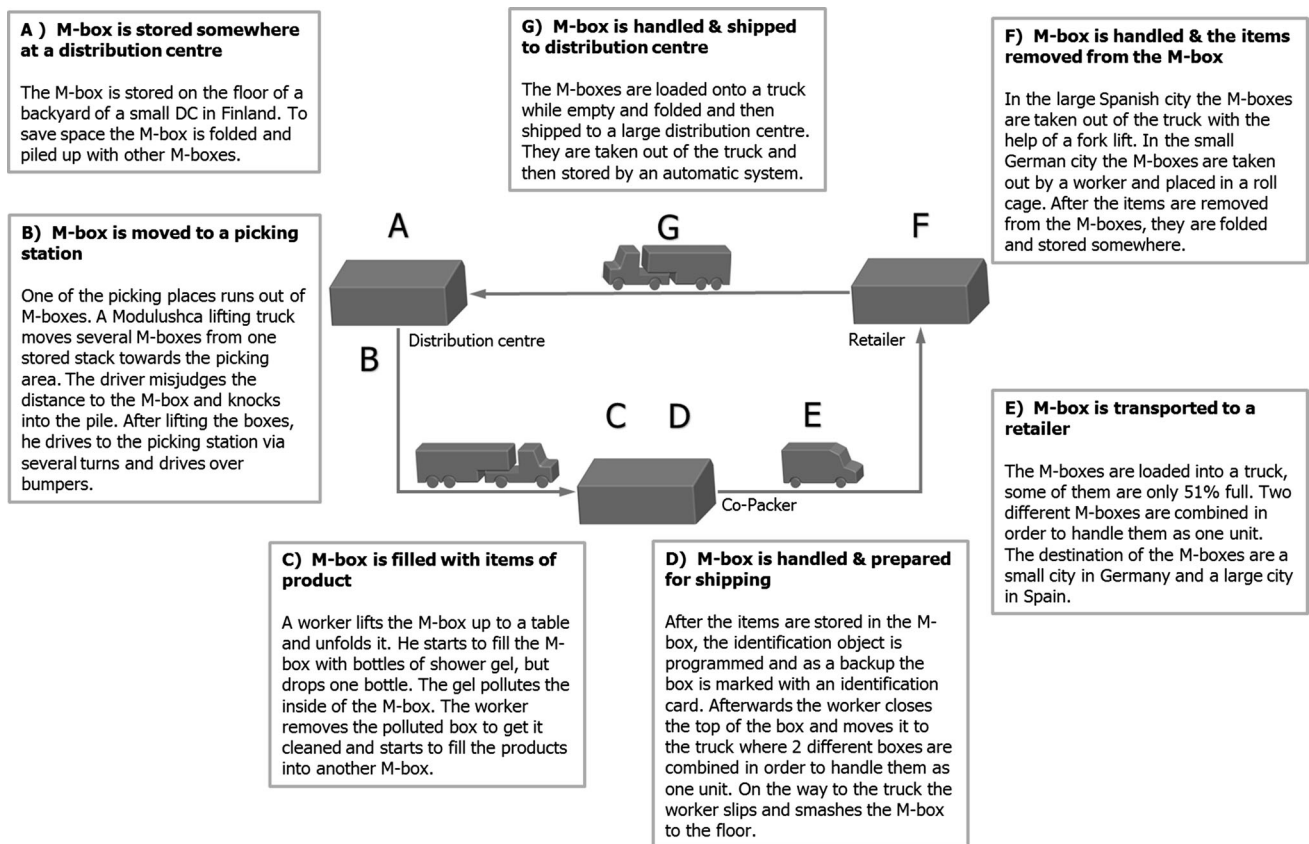 A ) M-box is stored somewhere
at a distribution centre
The M-box is stored on the floor of a
backyard of a small DC in Finland. To
save space the M-box is folded and
piled up with other M-boxes.
G) M-box is handled & shipped
to distribution centre
The M-boxes are loaded onto a truck
while empty and folded and then
shipped to a large distribution centre.
They are taken out of the truck and
then stored by an automatic system.
F) M-box is handled & the items
removed from the M-box
In the large Spanish city the M-boxes
are taken out of the truck with the
help of a fork lift. In the small
German city the M-boxes are taken
out by a worker and placed in a roll
cage. After the items are removed
from the M-boxes, they are folded
and stored somewhere.
B) M-box is moved to a picking
station
One of the picking places runs out of
M-boxes. A Modulushca lifting truck
moves several M-boxes from one
stored stack towards the picking
area. The driver misjudges the
distance to the M-box and knocks
into the pile. After lifting the boxes,
he drives to the picking station via
several turns and drives over
bumpers.
A
G
F
Distribution centre
Retailer
B
C
D
E
Co-Packer
E) M-box is transported to a
retailer
The M-boxes are loaded into a truck,
some of them are only 51% full. Two
different M-boxes are combined in
order to handle them as one unit.
The destination of the M-boxes are a
small city in Germany and a large city
in Spain.
C) M-box is filled with items of
product
A worker lifts the M-box up to a table
and unfolds it. He starts to fill the M-
box with bottles of shower gel, but
drops one bottle. The gel pollutes the
inside of the M-box. The worker
removes the polluted box to get it
cleaned and starts to fill the products
into another M-box.
D) M-box is handled & prepared
for shipping
After the items are stored in the M-
box, the identification object is
programmed and as a backup the
box is marked with an identification
card. Afterwards the worker closes
the top of the box and moves it to
the truck where 2 different boxes are
combined in order to handle them as
one unit. On the way to the truck the
worker slips and smashes the M-box
to the floor.